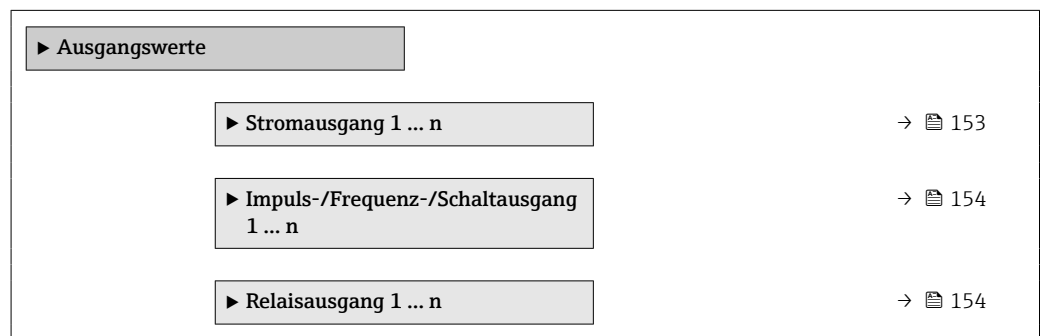 ▶ Ausgangswerte
▶ Stromausgang 1 … n → 153
▶ Impuls-/Frequenz-/Schaltausgang → 154
1 … n
▶ Relaisausgang 1 … n → 154